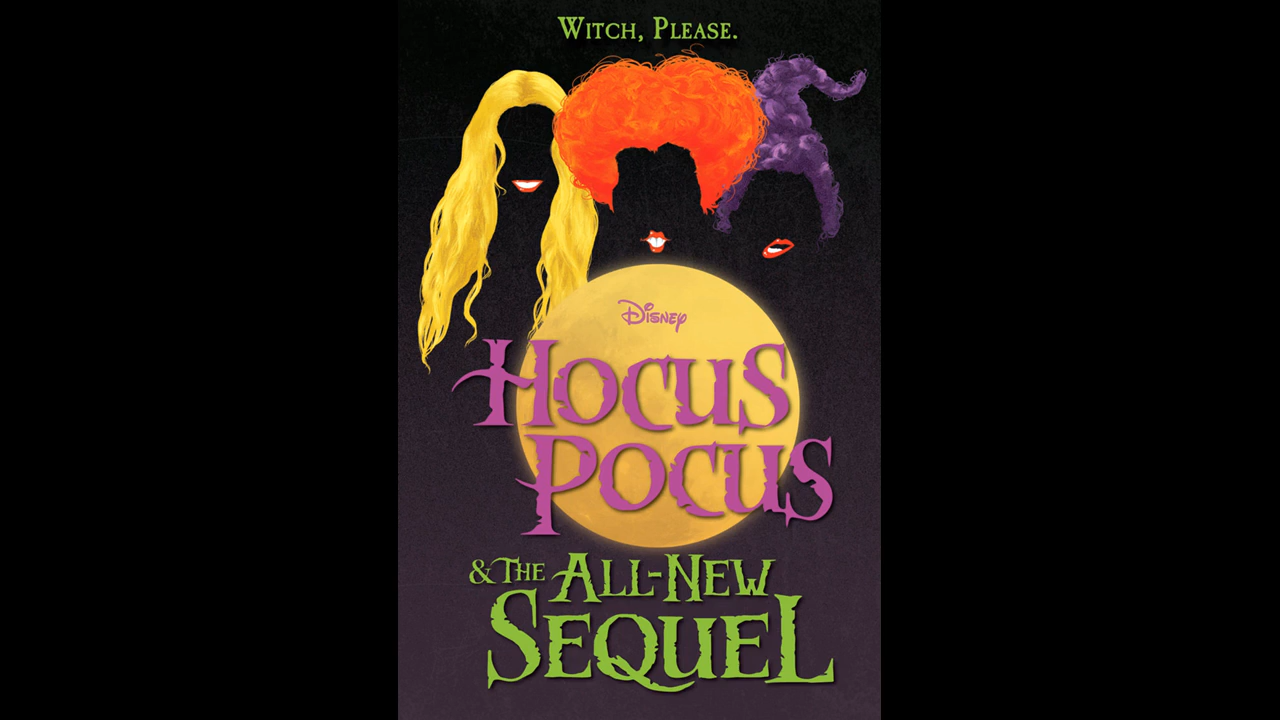 Witch, Please.
Disney
Hocus
Pocus
& The All-New
Sequel